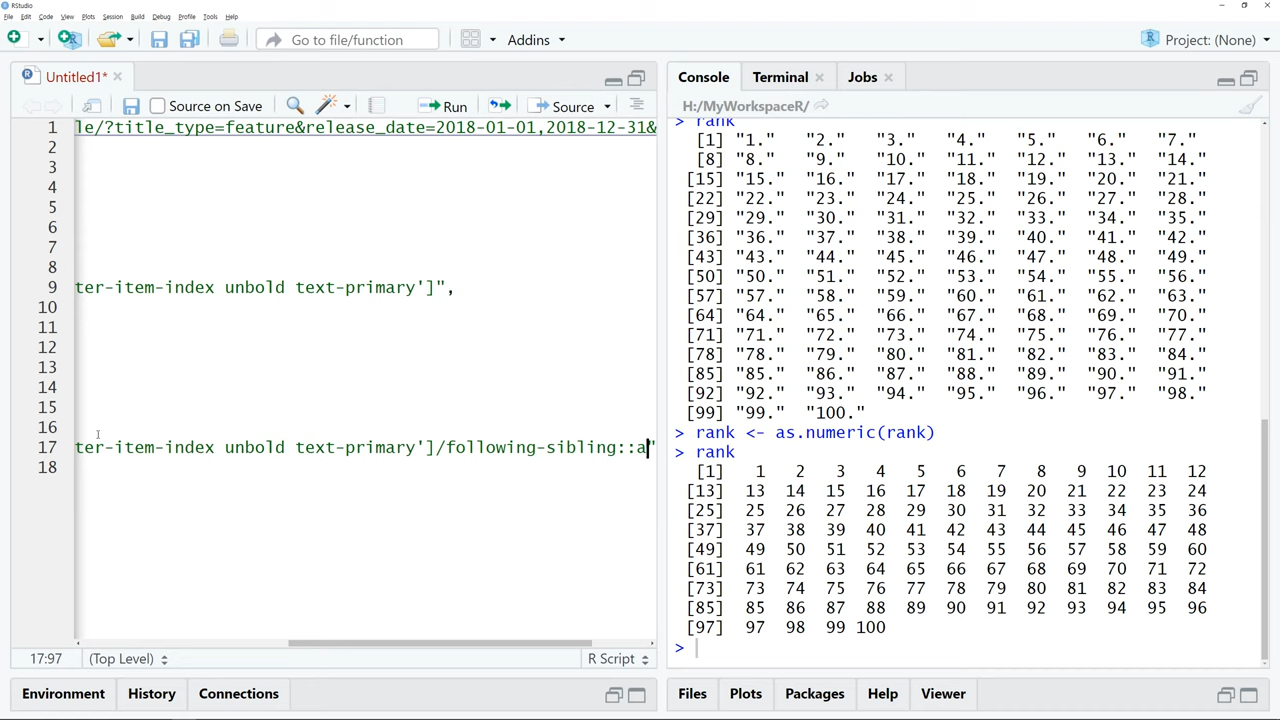 RStudio
File Edit Code View Plots Session Build Debug Profile Tools Help
Go to file/function
Addins
Project: (None)
Untitled1*
Source on Save
Run
Source
1 le/?title_type=feature&release_date=2018-01-01,2018-12-31&
2
3
4
5
6
7
8
9 ter-item-index unbold text-primary']",
10
11
12
13
14
15
16
17 ter-item-index unbold text-primary']/following-sibling::a"
18
17:97 (Top Level) R Script
Environment History Connections
Console Terminal Jobs
H:/MyWorkspaceR/
> rank
[1] "1." "2." "3." "4." "5." "6." "7."
[8] "8." "9." "10." "11." "12." "13." "14."
[15] "15." "16." "17." "18." "19." "20." "21."
[22] "22." "23." "24." "25." "26." "27." "28."
[29] "29." "30." "31." "32." "33." "34." "35."
[36] "36." "37." "38." "39." "40." "41." "42."
[43] "43." "44." "45." "46." "47." "48." "49."
[50] "50." "51." "52." "53." "54." "55." "56."
[57] "57." "58." "59." "60." "61." "62." "63."
[64] "64." "65." "66." "67." "68." "69." "70."
[71] "71." "72." "73." "74." "75." "76." "77."
[78] "78." "79." "80." "81." "82." "83." "84."
[85] "85." "86." "87." "88." "89." "90." "91."
[92] "92." "93." "94." "95." "96." "97." "98."
[99] "99." "100."
> rank <- as.numeric(rank)
> rank
[1] 1 2 3 4 5 6 7 8 9 10 11 12
[13] 13 14 15 16 17 18 19 20 21 22 23 24
[25] 25 26 27 28 29 30 31 32 33 34 35 36
[37] 37 38 39 40 41 42 43 44 45 46 47 48
[49] 49 50 51 52 53 54 55 56 57 58 59 60
[61] 61 62 63 64 65 66 67 68 69 70 71 72
[73] 73 74 75 76 77 78 79 80 81 82 83 84
[85] 85 86 87 88 89 90 91 92 93 94 95 96
[97] 97 98 99 100
>
Files Plots Packages Help Viewer